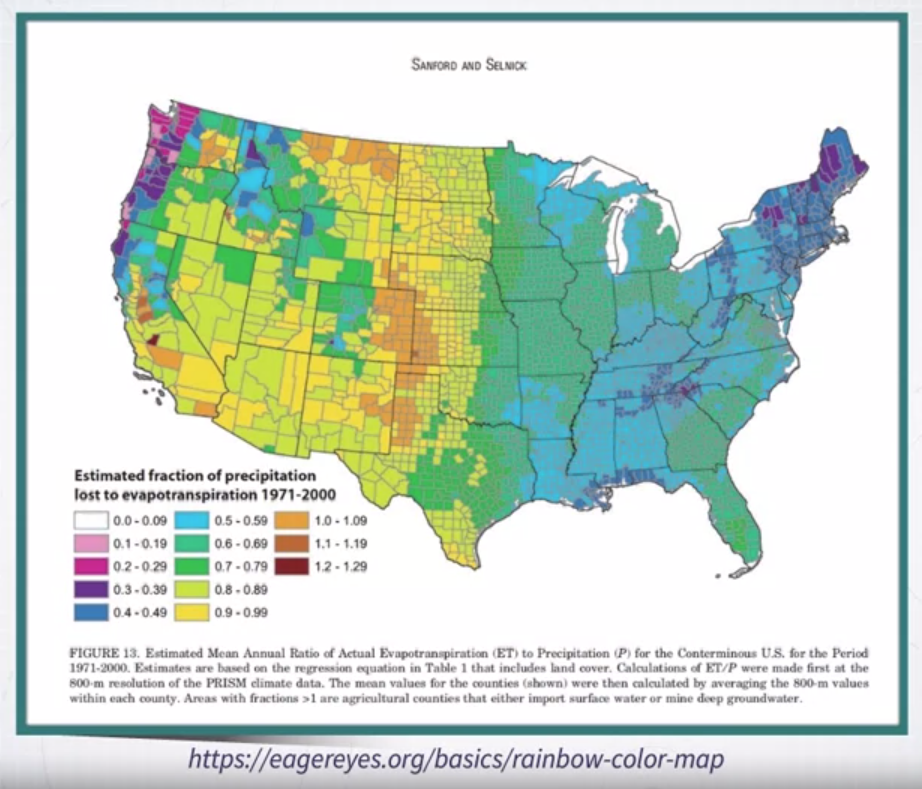 SANFORD AND SELNICK
Estimated fraction of precipitation
lost to evapotranspiration 1971-2000
0.0 - 0.09
0.1 - 0.19
0.2 - 0.29
0.3 - 0.39
0.4 - 0.49
0.5 - 0.59
0.6 - 0.69
0.7 - 0.79
0.8 - 0.89
0.9 - 0.99
1.0 - 1.09
1.1 - 1.19
1.2 - 1.29
FIGURE 13. Estimated Mean Annual Ratio of Actual Evapotranspiration (ET) to Precipitation (P) for the Conterminous U.S. for the Period
1971-2000. Estimates are based on the regression equation in Table 1 that includes land cover. Calculations of ET/P were made first at the
800-m resolution of the PRISM climate data. The mean values for the counties (shown) were then calculated by averaging the 800-m values
within each county. Areas with fractions >1 are agricultural counties that either import surface water or mine deep groundwater.
https://eagereyes.org/basics/rainbow-color-map